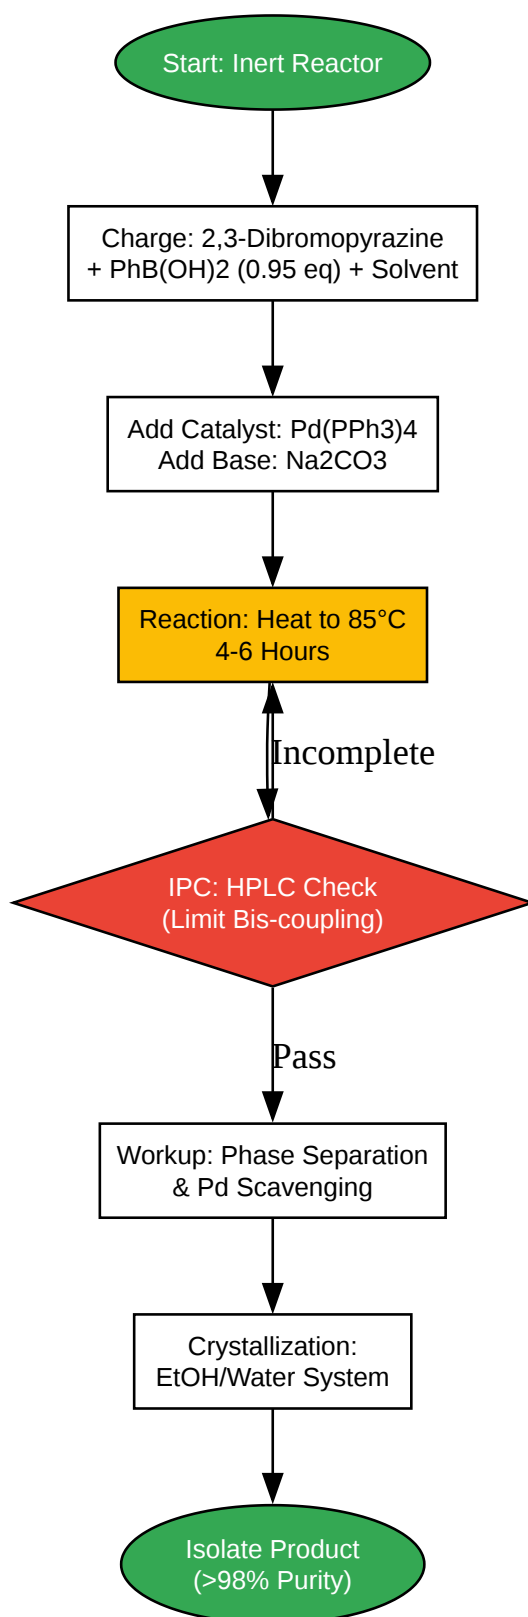 Start: Inert Reactor
Charge: 2,3-Dibromopyrazine
+ PhB(OH)2 (0.95 eq) + Solvent
Add Catalyst: Pd(PPh3)4
Add Base: Na2CO3
Reaction: Heat to 85°C
4-6 Hours
Incomplete
IPC: HPLC Check
(Limit Bis-coupling)
Pass
Workup: Phase Separation
& Pd Scavenging
Crystallization:
EtOH/Water System
Isolate Product
(>98% Purity)